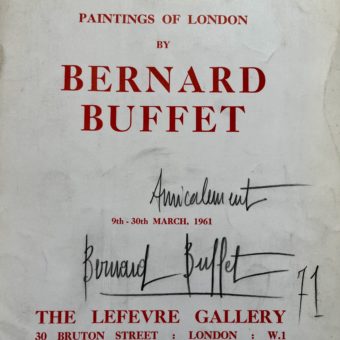 PAINTINGS OF LONDON
BY
BERNARD
BUFFET
Amicalement
9th-30th MARCH, 1961
Bernard Buffet
71
THE LEFEVRE GALLERY
30 BRUTON STREET : LONDON : W.1